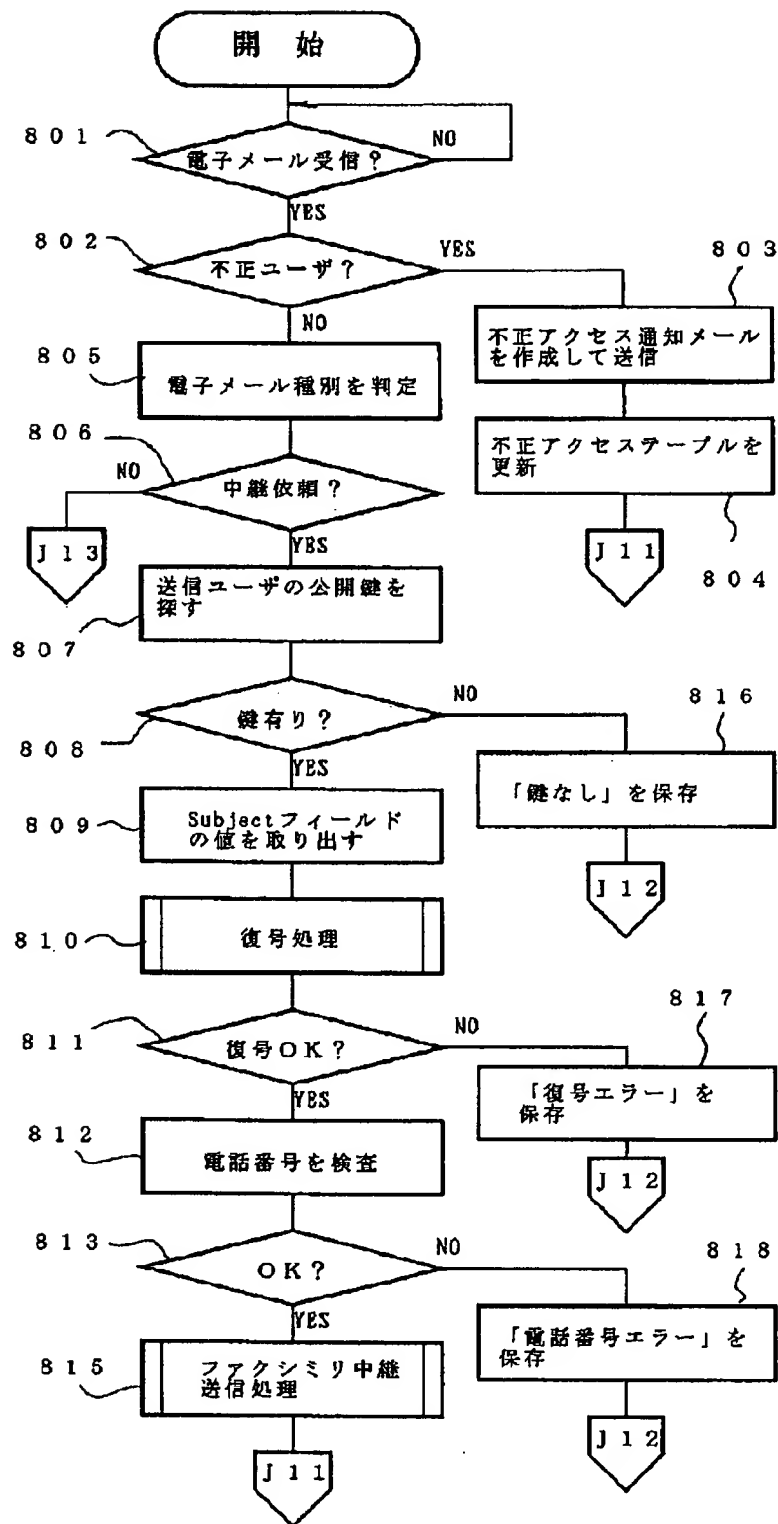 開 始
801
電子メール受信？
NO
YES
802
不正ユーザ？
YES
NO
803
不正アクセス通知メール
を作成して送信
805
電子メール種別を判定
不正アクセステーブルを
更新
804
J11
806
NO
中継依頼？
YES
J13
送信ユーザの公開鍵を
探す
807
鍵有り？
NO
808
YES
816
「鍵なし」を保存
J12
809
Subjectフィールド
の値を取り出す
810
復号処理
811
復号OK？
NO
YES
817
「復号エラー」を
保存
J12
812
電話番号を検査
813
OK？
NO
YES
818
「電話番号エラー」を
保存
J12
815
ファクシミリ中継
送信処理
J11